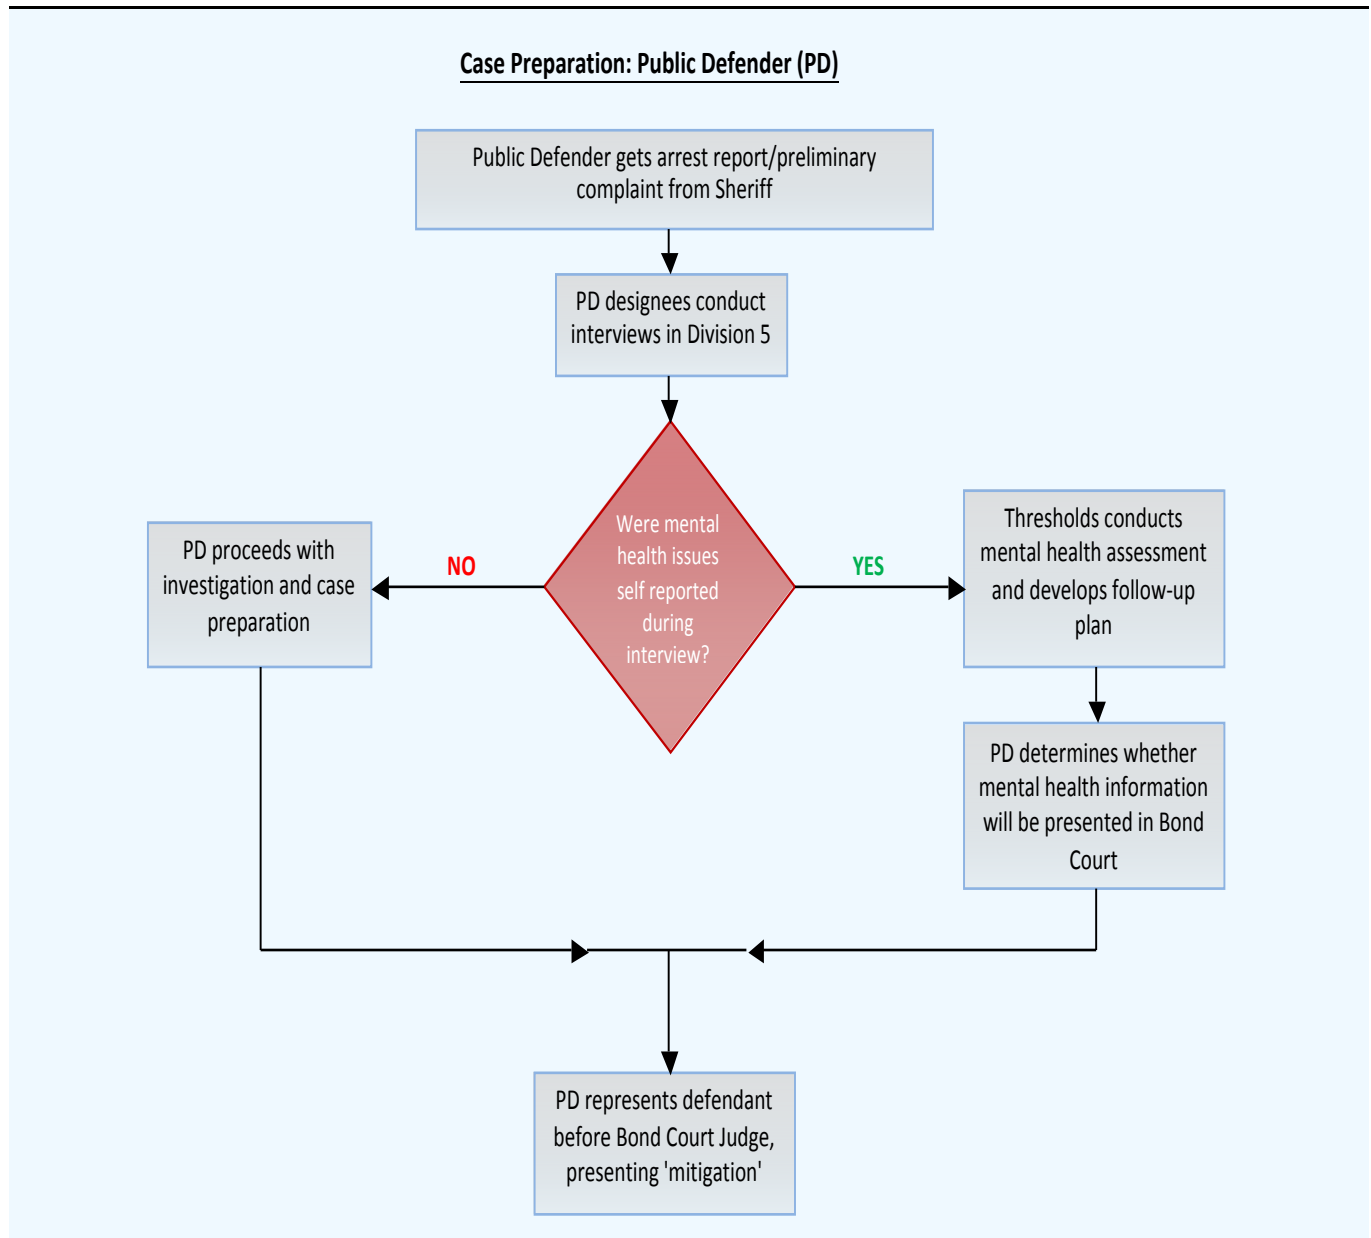 Case Preparation: Public Defender (PD)
Public Defender gets arrest report/preliminary
complaint from Sheriff
PD designees conduct
interviews in Division 5
Were mental
health issues
self reported
during
interview?
NO
YES
PD proceeds with
investigation and case
preparation
Thresholds conducts
mental health assessment
and develops follow-up
plan
PD determines whether
mental health information
will be presented in Bond
Court
PD represents defendant
before Bond Court Judge,
presenting 'mitigation'